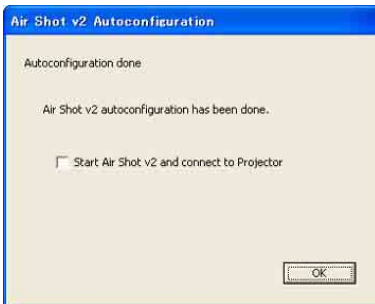 Air Shot v2 Autoconfiguration
Autoconfiguration done
Air Shot v2 autoconfiguration has been done.
Start Air Shot v2 and connect to Projector
OK